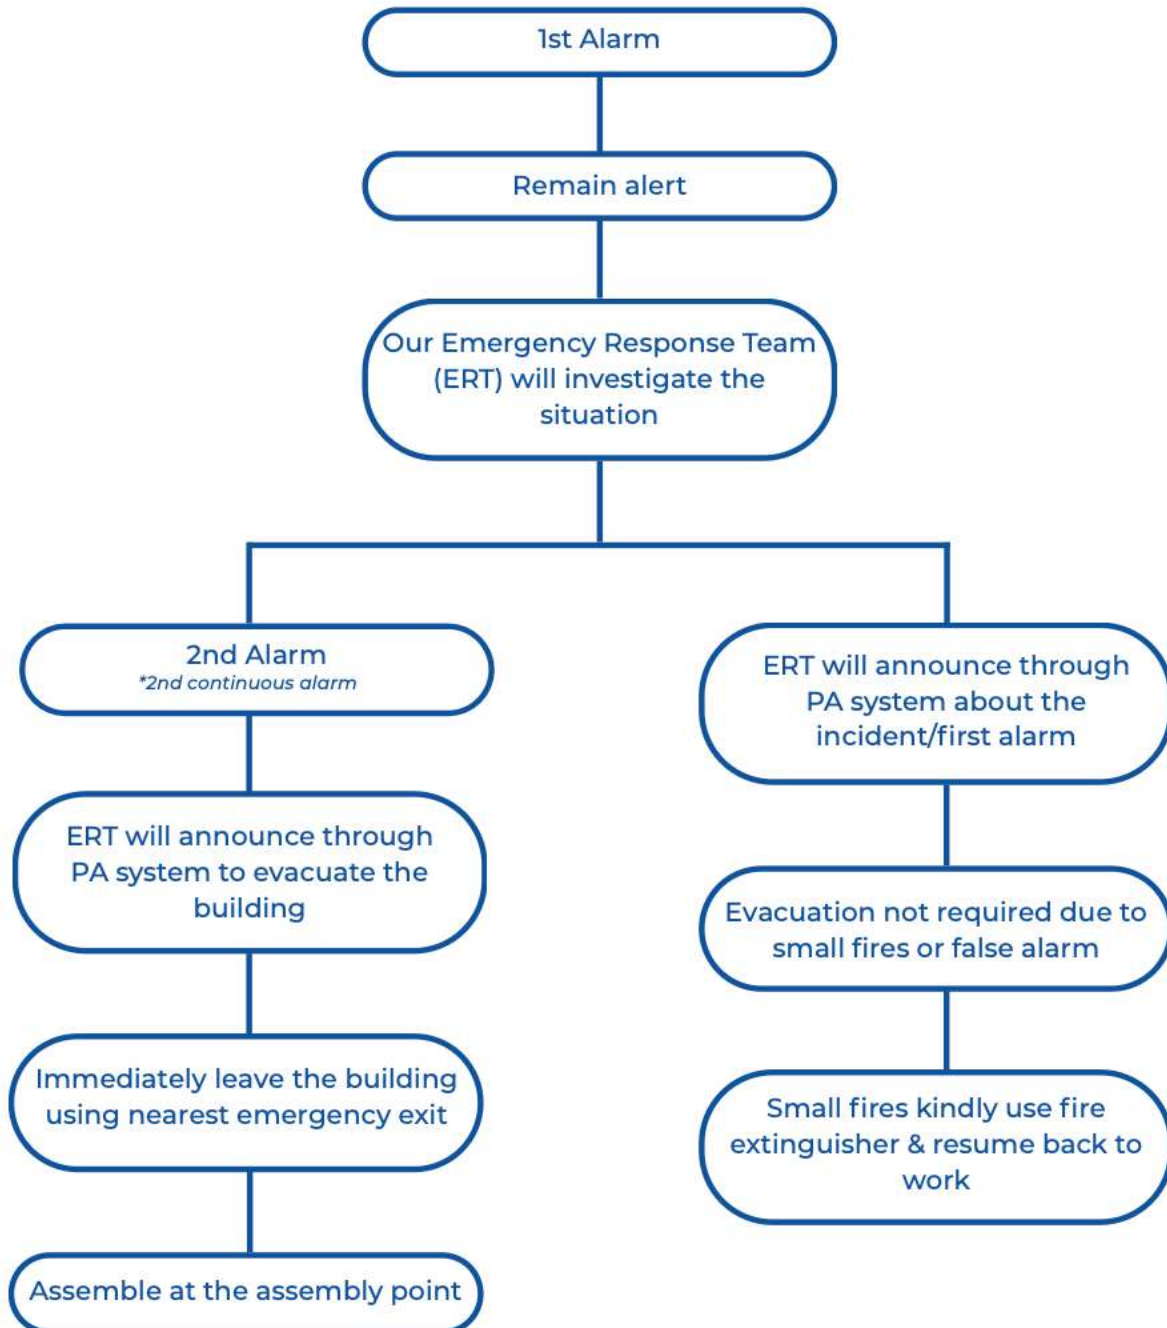 1st Alarm
Remain alert
Our Emergency Response Team
(ERT) will investigate the
situation
2nd Alarm
*2nd continuous alarm
ERT will announce through
PA system to evacuate the
building
Immediately leave the building
using nearest emergency exit
Assemble at the assembly point
ERT will announce through
PA system about the
incident/first alarm
Evacuation not required due to
small fires or false alarm
Small fires kindly use fire
extinguisher & resume back to
work